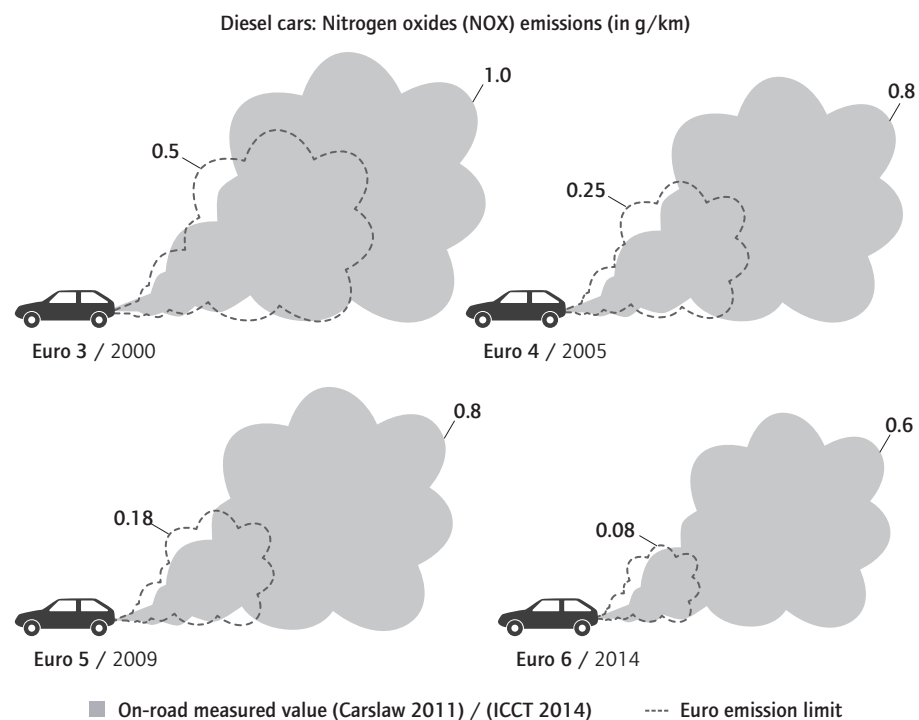 Diesel cars: Nitrogen oxides (NOX) emissions (in g/km)
1.0
0.5
Euro 3 / 2000
0.8
0.25
Euro 4 / 2005
0.8
0.18
Euro 5 / 2009
0.6
0.08
Euro 6 / 2014
On-road measured value (Carslaw 2011) / (ICCT 2014)
Euro emission limit